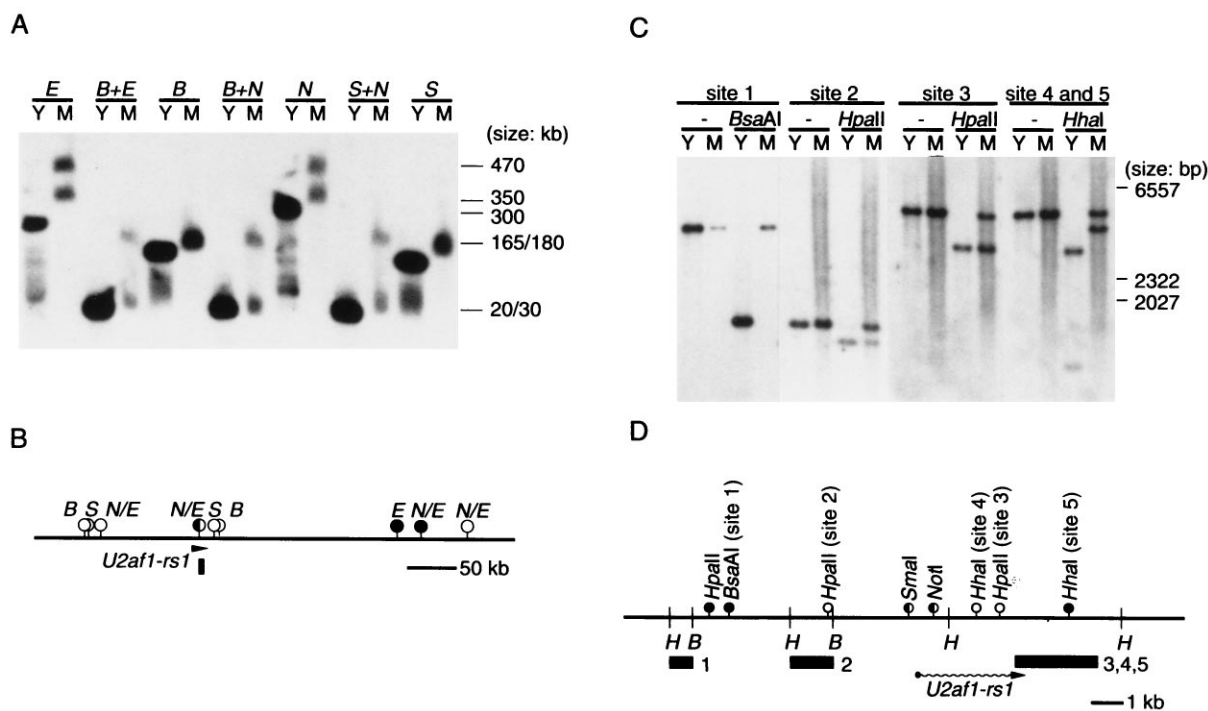 A
E B+E B B+N N S+N S
Y M Y M Y M Y M Y M Y M Y M
(size: kb)
470
350
300
165/180
20/30
B
B S N/E N/E S B E N/E N/E
U2af1-rs1
50 kb
C
site 1 site 2 site 3 site 4 and 5
- BsaAI - HpaII - HpaII - HhaI
Y M Y M Y M Y M Y M Y M Y M Y M
(size: bp)
6557
2322
2027
D
HpaII
BsaAI (site 1)
HpaII (site 2)
SmaI
NotI
HhaI (site 4)
HpaII (site 3)
HhaI (site 5)
H B H B H H
1 2 3,4,5
U2af1-rs1
1 kb